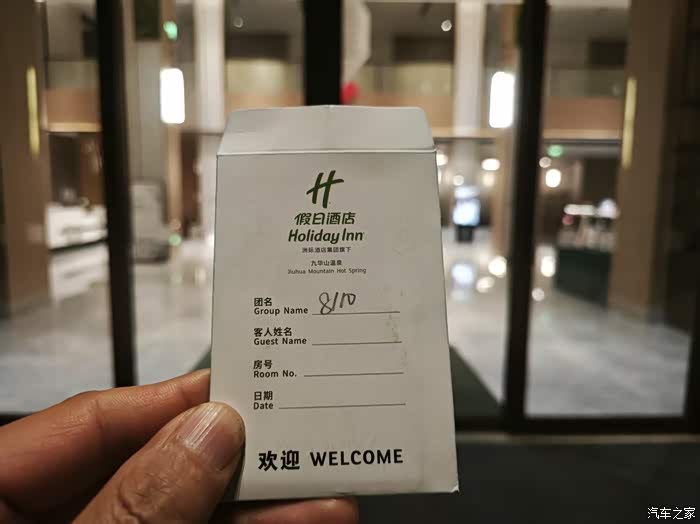 假日酒店
Holiday Inn
洲际酒店集团旗下
九华山温泉
Jiuhua Mountain Hot Spring
团名
Group Name 8110
客人姓名
Guest Name
房号
Room No.
日期
Date
欢迎 WELCOME
汽车之家